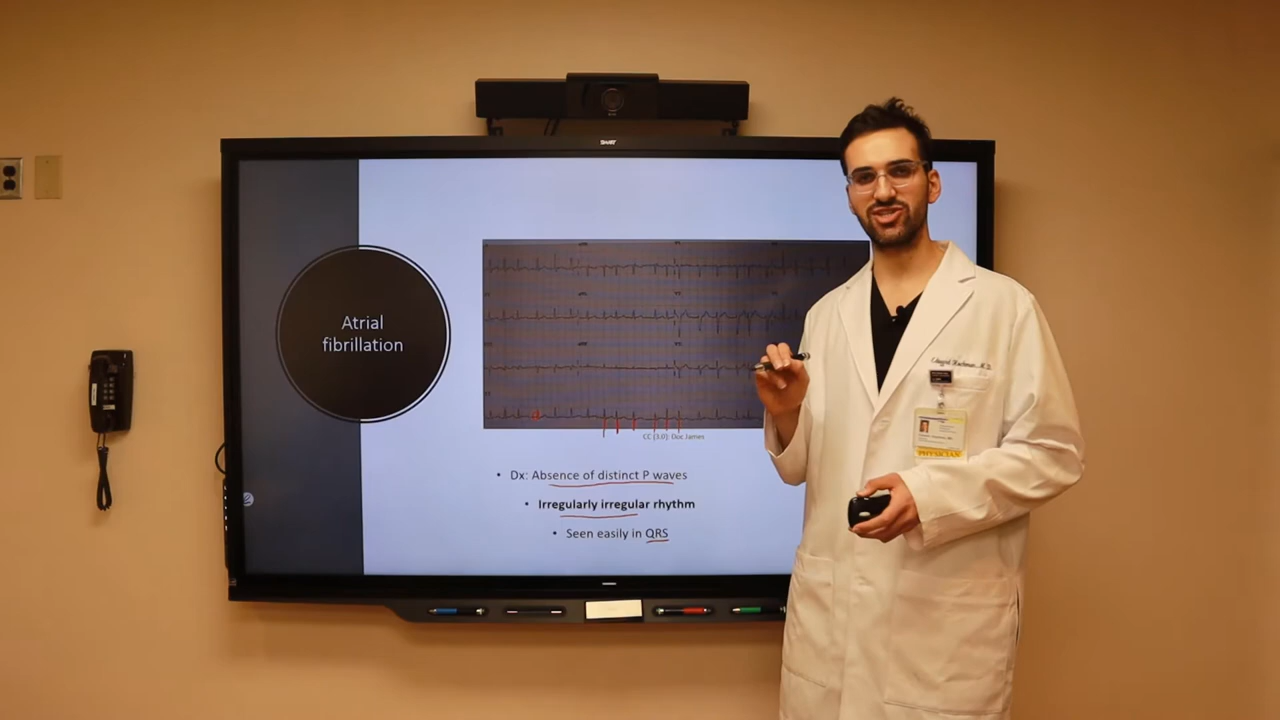 SMART
Atrial
fibrillation
CC (3.0): Doc James
• Dx: Absence of distinct P waves
• Irregularly irregular rhythm
• Seen easily in QRS
PHYSICIAN